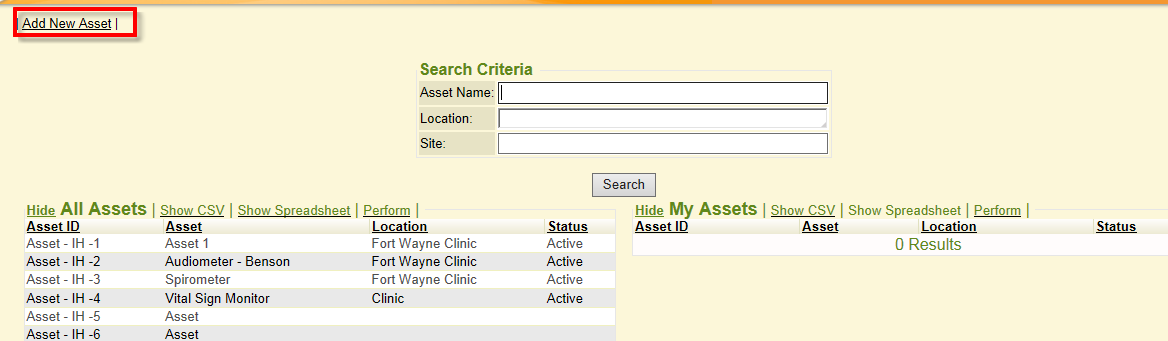 | Add New Asset |
Search Criteria
Asset Name:
Location:
Site:
Search
Hide All Assets | Show CSV | Show Spreadsheet | Perform |
Asset ID Asset Location Status
Asset - IH -1 Asset 1 Fort Wayne Clinic Active
Asset - IH -2 Audiometer - Benson Fort Wayne Clinic Active
Asset - IH -3 Spirometer Fort Wayne Clinic Active
Asset - IH -4 Vital Sign Monitor Clinic Active
Asset - IH -5 Asset
Asset - IH -6 Asset
Hide My Assets | Show CSV | Show Spreadsheet | Perform |
Asset ID Asset Location Status
0 Results